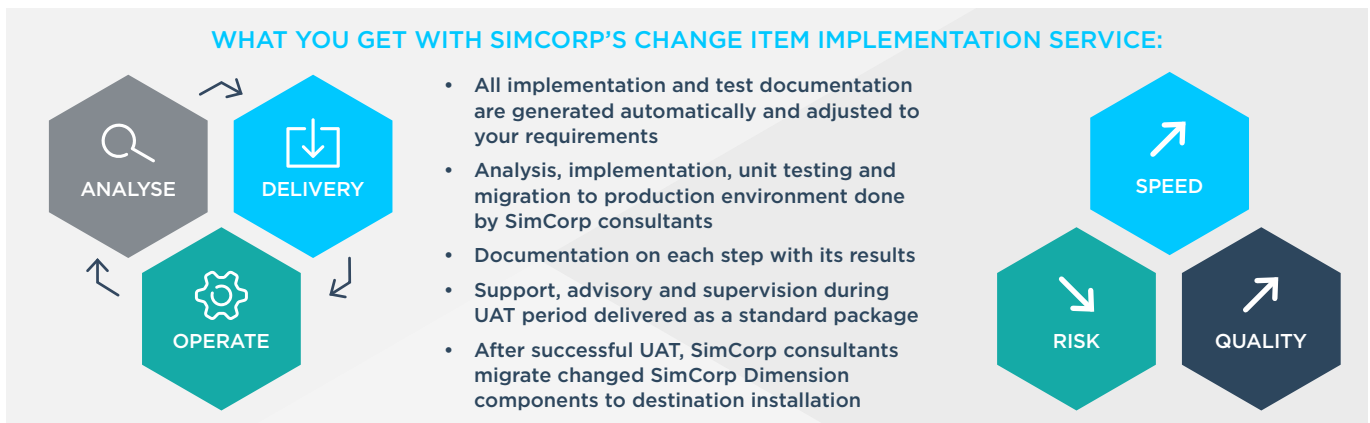 WHAT YOU GET WITH SIMCORP'S CHANGE ITEM IMPLEMENTATION SERVICE:
ANALYSE
DELIVERY
OPERATE
• All implementation and test documentation
are generated automatically and adjusted to
your requirements
• Analysis, implementation, unit testing and
migration to production environment done
by SimCorp consultants
• Documentation on each step with its results
• Support, advisory and supervision during
UAT period delivered as a standard package
• After successful UAT, SimCorp consultants
migrate changed SimCorp Dimension
components to destination installation
SPEED
RISK
QUALITY